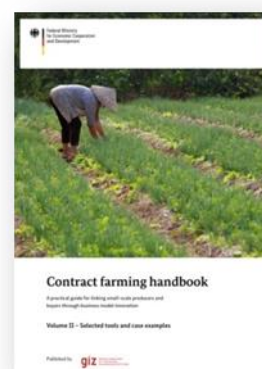 Federal Ministry
for Economic Cooperation
and Development
Contract farming handbook
A practical guide for linking small-scale producers and
buyers through business model innovation
Volume II – Selected tools and case examples
Published by
giz